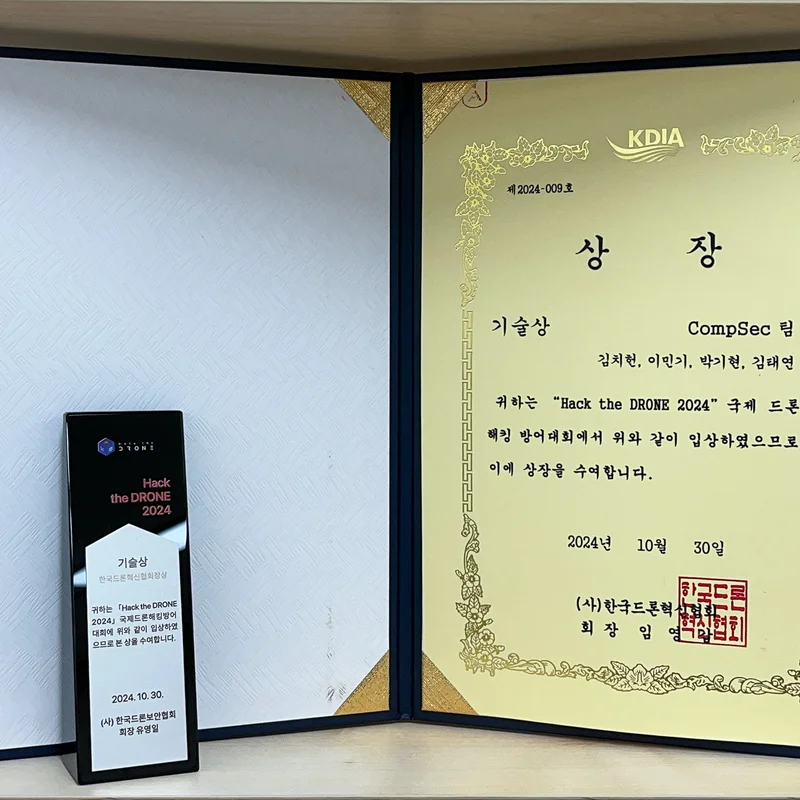 HACK THE
DRONE
Hack
the DRONE
2024
기술상
한국드론혁신협회장상
귀하는 「Hack the DRONE
2024」 국제드론해킹방어
대회에 위와 같이 입상하였
으므로 본 상을 수여합니다.
2024. 10. 30.
(사) 한국드론보안협회
회장 유영일
A
KDIA
제2024-009호
상 장
기술상 CompSec 팀
김치헌, 이민기, 박기현, 김태연
귀하는 “Hack the DRONE 2024” 국제 드론
해킹 방어대회에서 위와 같이 입상하였으므로
이에 상장을 수여합니다.
2024년 10월 30일
(사)한국드론혁신협회
회 장 임 영
한국드론
혁신협회